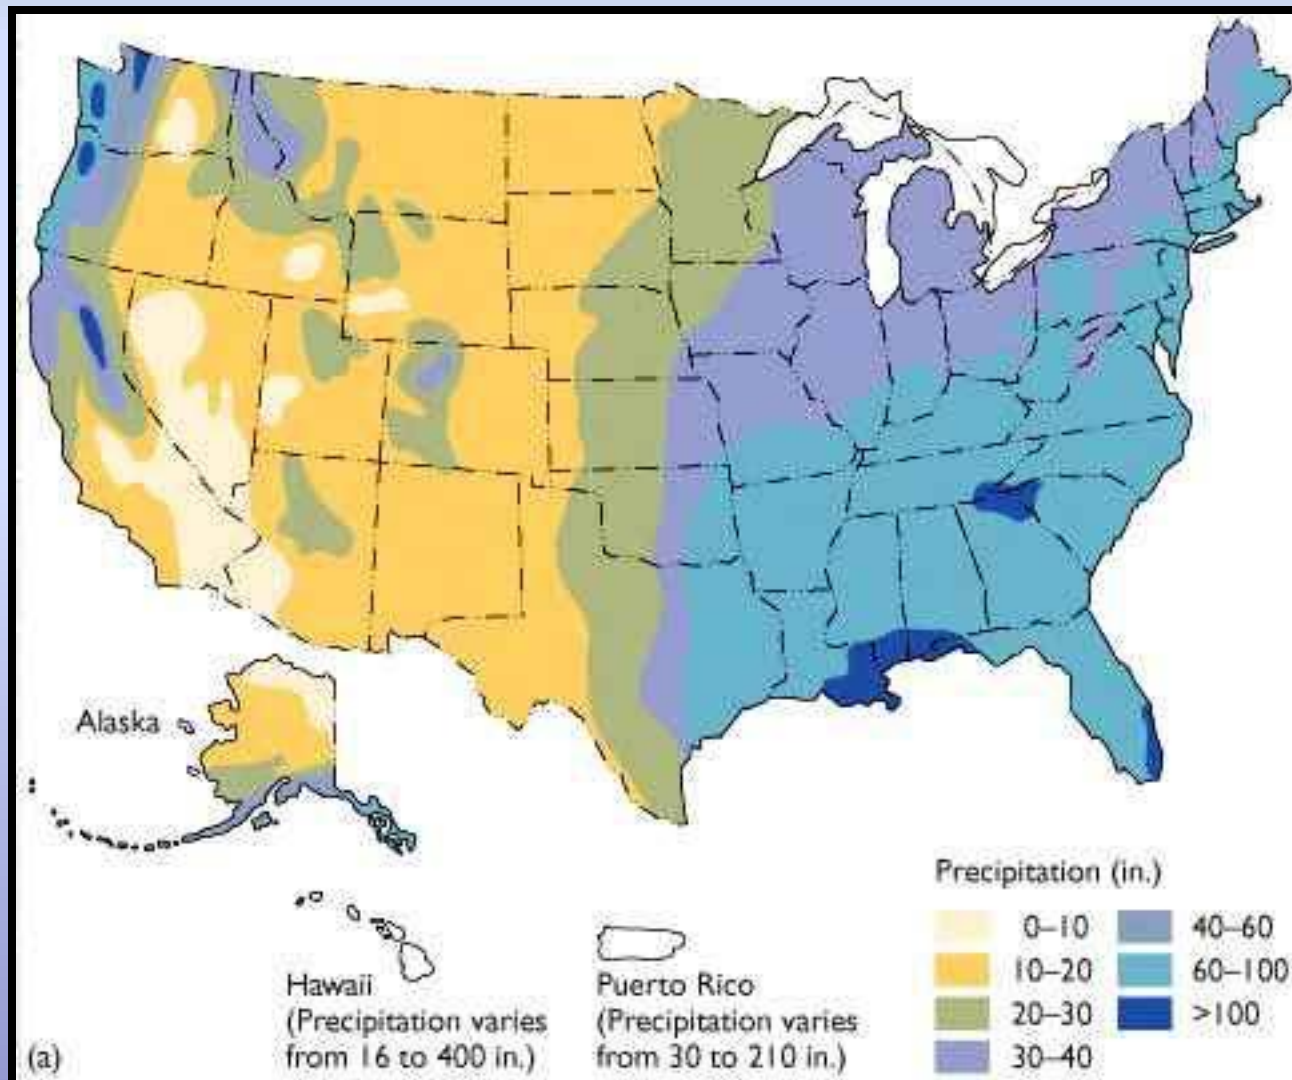 Alaska
Hawaii
(Precipitation varies
from 16 to 400 in.)
Puerto Rico
(Precipitation varies
from 30 to 210 in.)
Precipitation (in.)
0–10
10–20
20–30
30–40
40–60
60–100
>100
(a)